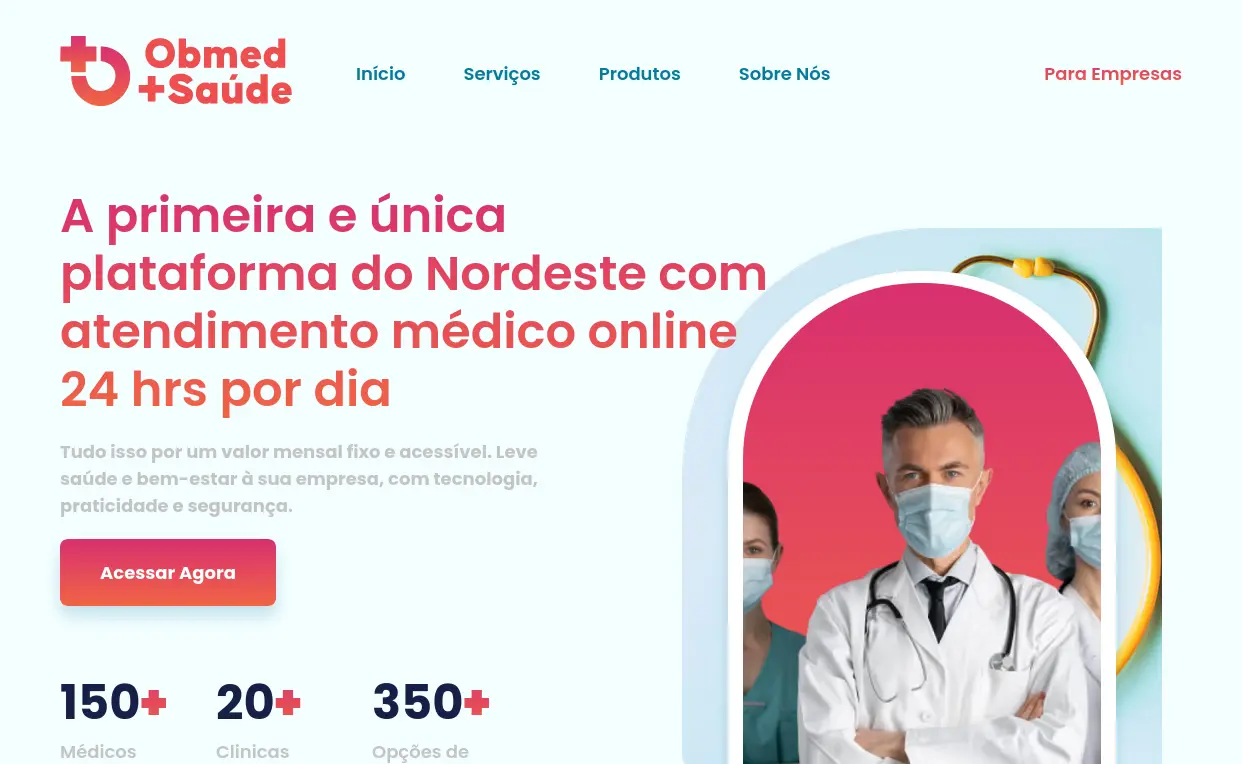 Obmed
+Saúde
Início
Serviços
Produtos
Sobre Nós
Para Empresas
A primeira e única
plataforma do Nordeste com
atendimento médico online
24 hrs por dia
Tudo isso por um valor mensal fixo e acessível. Leve
saúde e bem-estar à sua empresa, com tecnologia,
praticidade e segurança.
Acessar Agora
150+
20+
350+
Médicos
Clinicas
Opções de